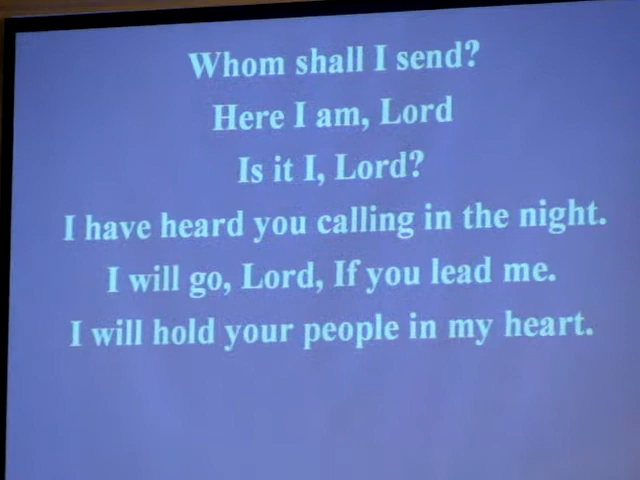 Whom shall I send?
Here I am, Lord
Is it I, Lord?
I have heard you calling in the night.
I will go, Lord, If you lead me.
I will hold your people in my heart.